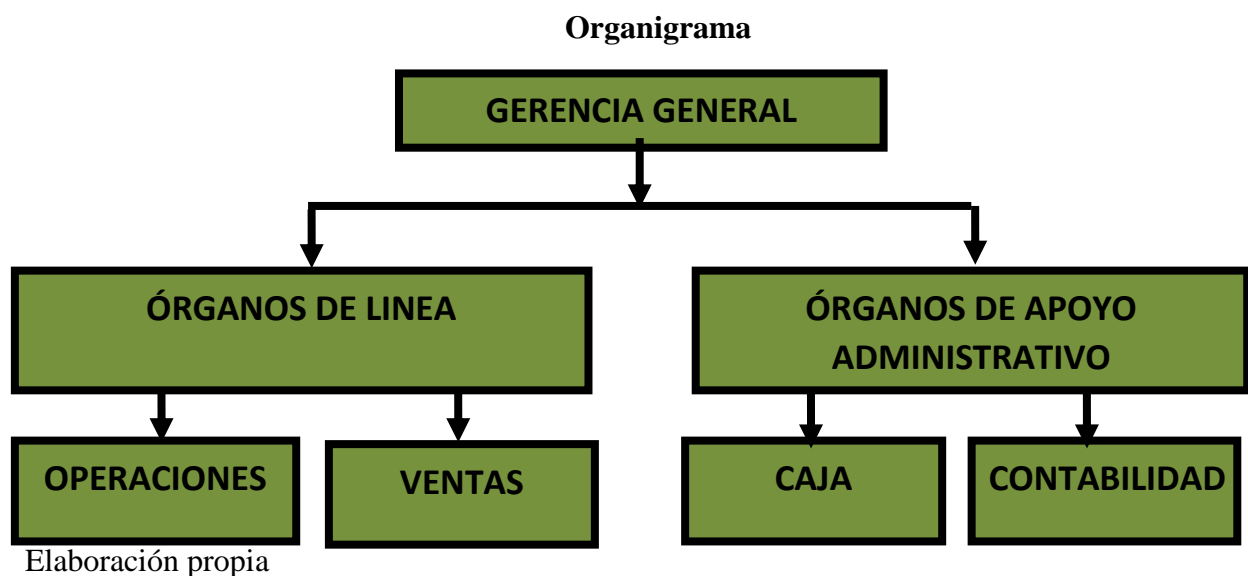 Organigrama
GERENCIA GENERAL
ÓRGANOS DE LINEA
ÓRGANOS DE APOYO
ADMINISTRATIVO
OPERACIONES
VENTAS
CAJA
CONTABILIDAD
Elaboración propia